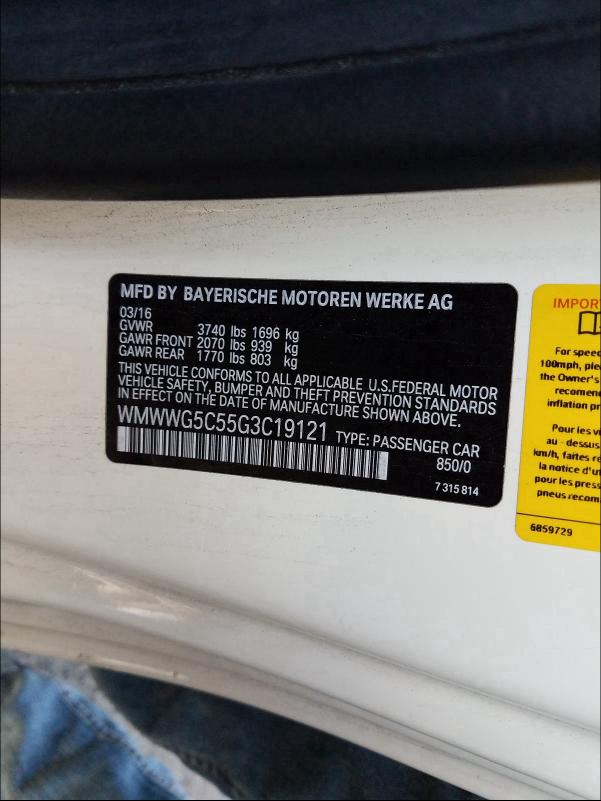 MFD BY BAYERISCHE MOTOREN WERKE AG
03/16
GVWR 3740 lbs 1696 kg
GAWR FRONT 2070 lbs 939 kg
GAWR REAR 1770 lbs 803 kg
THIS VEHICLE CONFORMS TO ALL APPLICABLE U.S.FEDERAL MOTOR
VEHICLE SAFETY, BUMPER AND THEFT PREVENTION STANDARDS
IN EFFECT ON THE DATE OF MANUFACTURE SHOWN ABOVE.
WMWWG5C55G3C19121 TYPE: PASSENGER CAR
850/0
7 315 814
IMPOR
For speed
100mph, ple
the Owner's
recomen
inflation pr
Pour les vi
au - dessus
km/h, faites
la notice d'u
pour les press
pneus recom
6859729